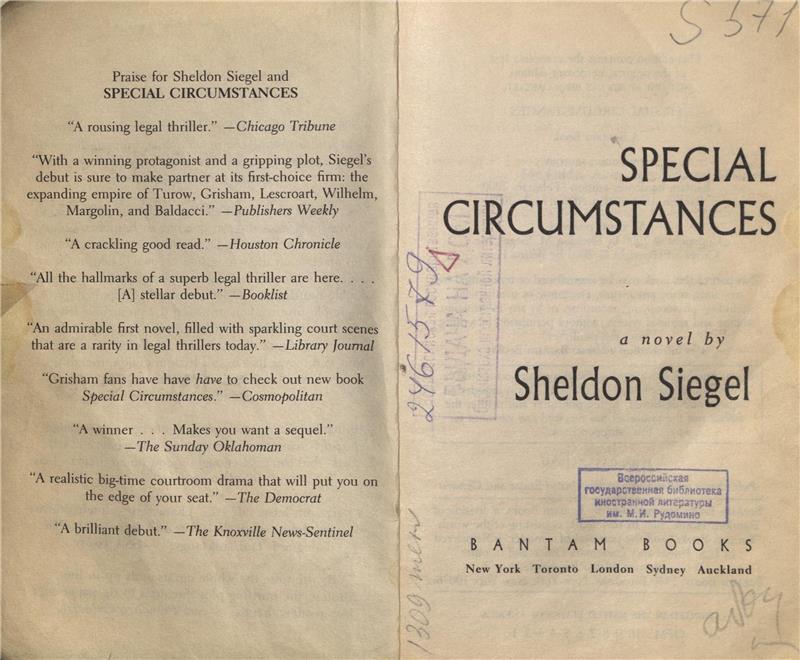 Praise for Sheldon Siegel and
SPECIAL CIRCUMSTANCES
“A rousing legal thriller.” —Chicago Tribune
“With a winning protagonist and a gripping plot, Siegel’s
debut is sure to make partner at its first-choice firm: the
expanding empire of Turow, Grisham, Lescroart, Wilhelm,
Margolin, and Baldacci.” —Publishers Weekly
“A crackling good read.” —Houston Chronicle
“All the hallmarks of a superb legal thriller are here. . . .
[A] stellar debut.” —Booklist
“An admirable first novel, filled with sparkling court scenes
that are a rarity in legal thrillers today.” —Library Journal
“Grisham fans have have have to check out new book
Special Circumstances.” —Cosmopolitan
“A winner . . . Makes you want a sequel.”
—The Sunday Oklahoman
“A realistic big-time courtroom drama that will put you on
the edge of your seat.” —The Democrat
“A brilliant debut.” —The Knoxville News-Sentinel
S571
SPECIAL
CIRCUMSTANCES
a novel by
Sheldon Siegel
Всероссийская
государственная библиотека
иностранной литературы
им. М.И. Рудомино
BANTAM BOOKS
New York Toronto London Sydney Auckland
2461579
1309